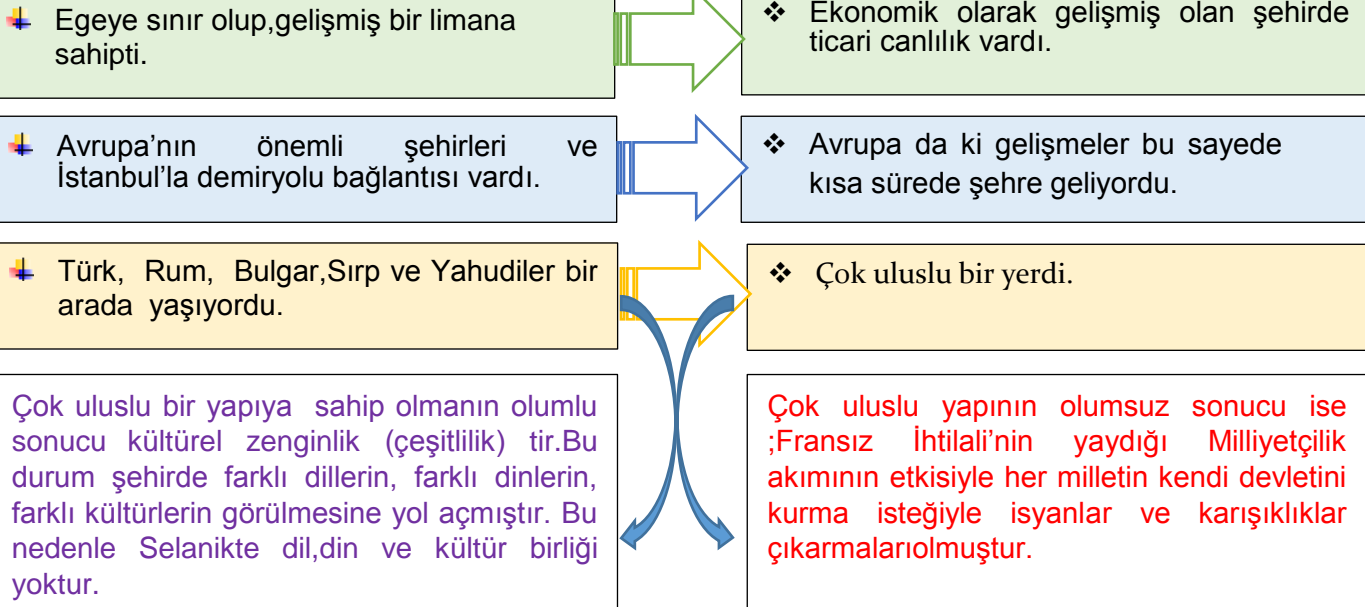 Egeye sınır olup,gelişmiş bir limana
sahipti.
Ekonomik olarak gelişmiş olan şehirde
ticari canlılık vardı.
Avrupa’nın önemli şehirleri ve
İstanbul’la demiryolu bağlantısı vardı.
Avrupa da ki gelişmeler bu sayede
kısa sürede şehre geliyordu.
Türk, Rum, Bulgar,Sırp ve Yahudiler bir
arada yaşıyordu.
Çok uluslu bir yerdi.
Çok uluslu bir yapıya sahip olmanın olumlu
sonucu kültürel zenginlik (çeşitlilik) tir.Bu
durum şehirde farklı dillerin, farklı dinlerin,
farklı kültürlerin görülmesine yol açmıştır. Bu
nedenle Selanikte dil,din ve kültür birliği
yoktur.
Çok uluslu yapının olumsuz sonucu ise
;Fransız İhtilali’nin yaydığı Milliyetçilik
akımının etkisiyle her milletin kendi devletini
kurma isteğiyle isyanlar ve karışıklıklar
çıkarmalarıolmuştur.